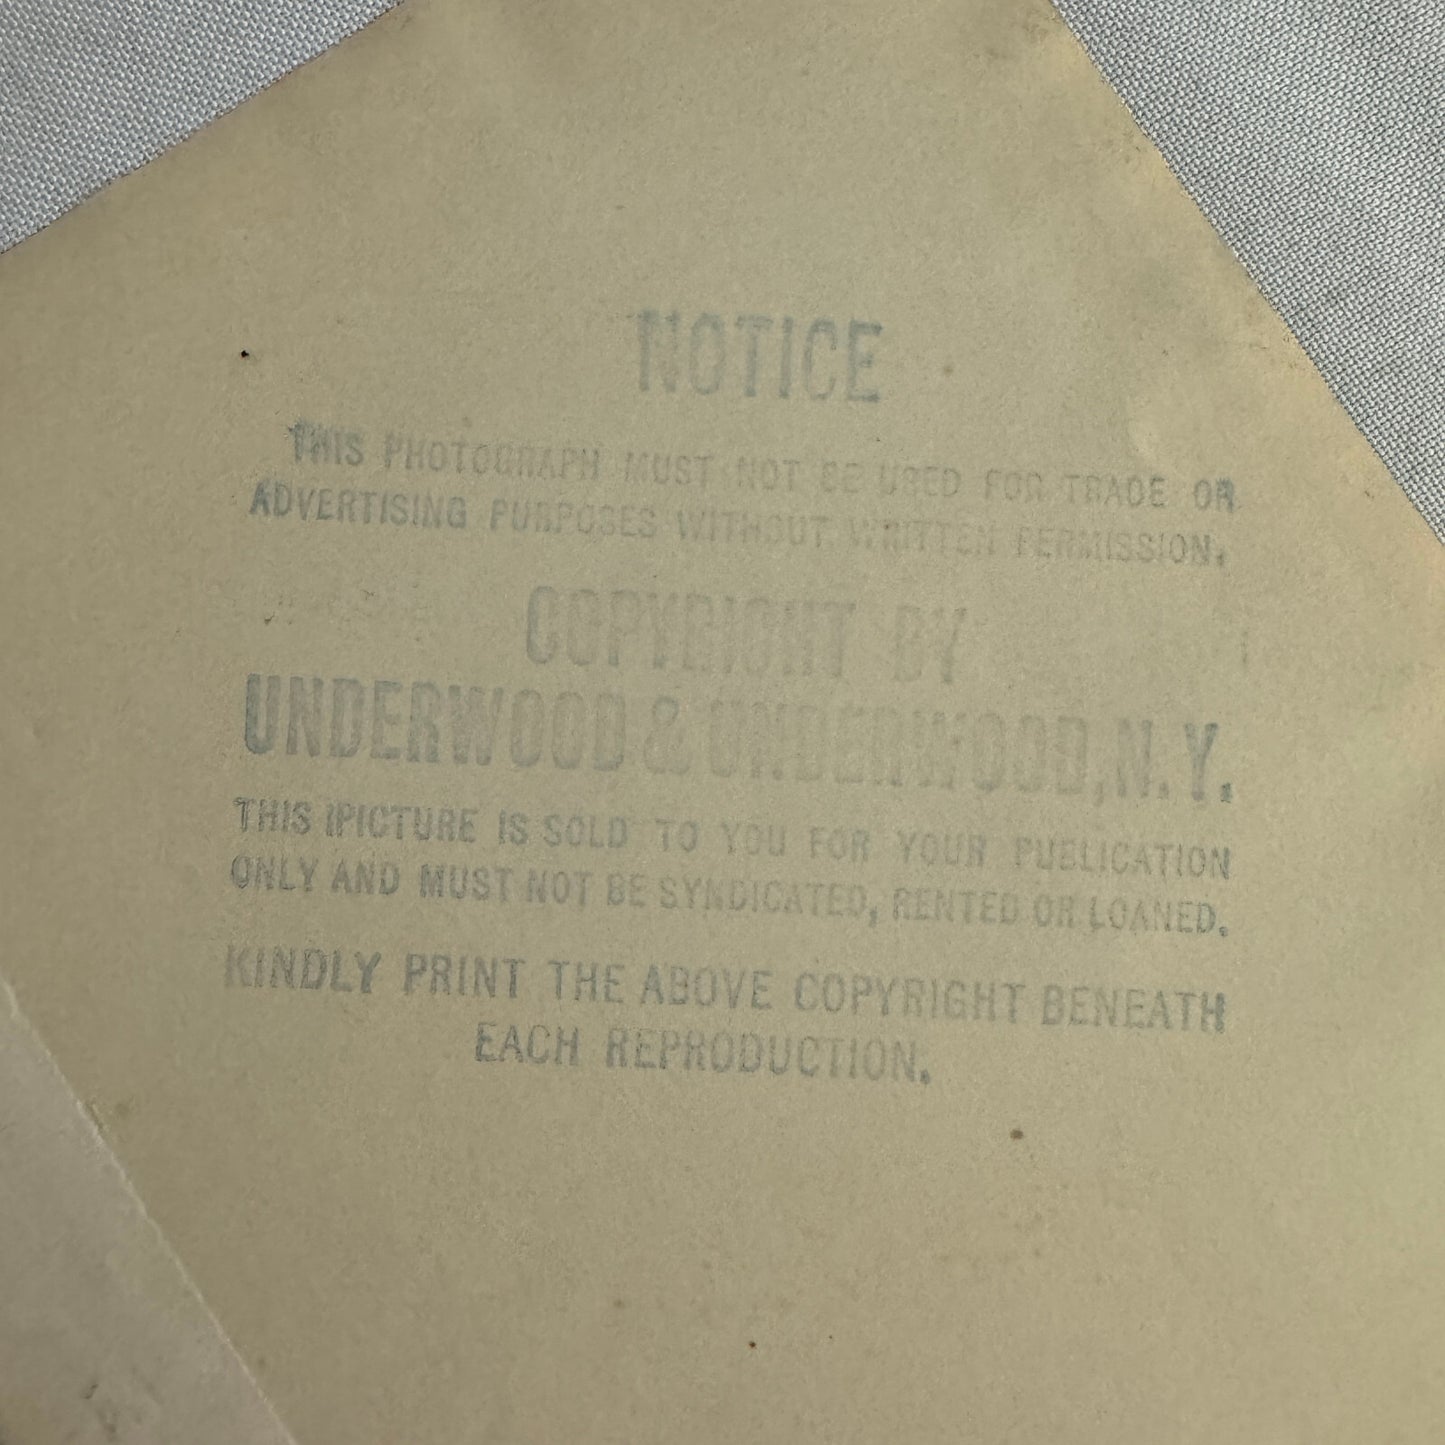 NOTICE
THIS PHOTOGRAPH MUST NOT BE USED FOR TRADE OR
ADVERTISING PURPOSES WITHOUT WRITTEN PERMISSION.
COPYRIGHT BY
UNDERWOOD & UNDERWOOD, N.Y.
THIS PICTURE IS SOLD TO YOU FOR YOUR PUBLICATION
ONLY AND MUST NOT BE SYNDICATED, RENTED OR LOANED.
KINDLY PRINT THE ABOVE COPYRIGHT BENEATH
EACH REPRODUCTION.